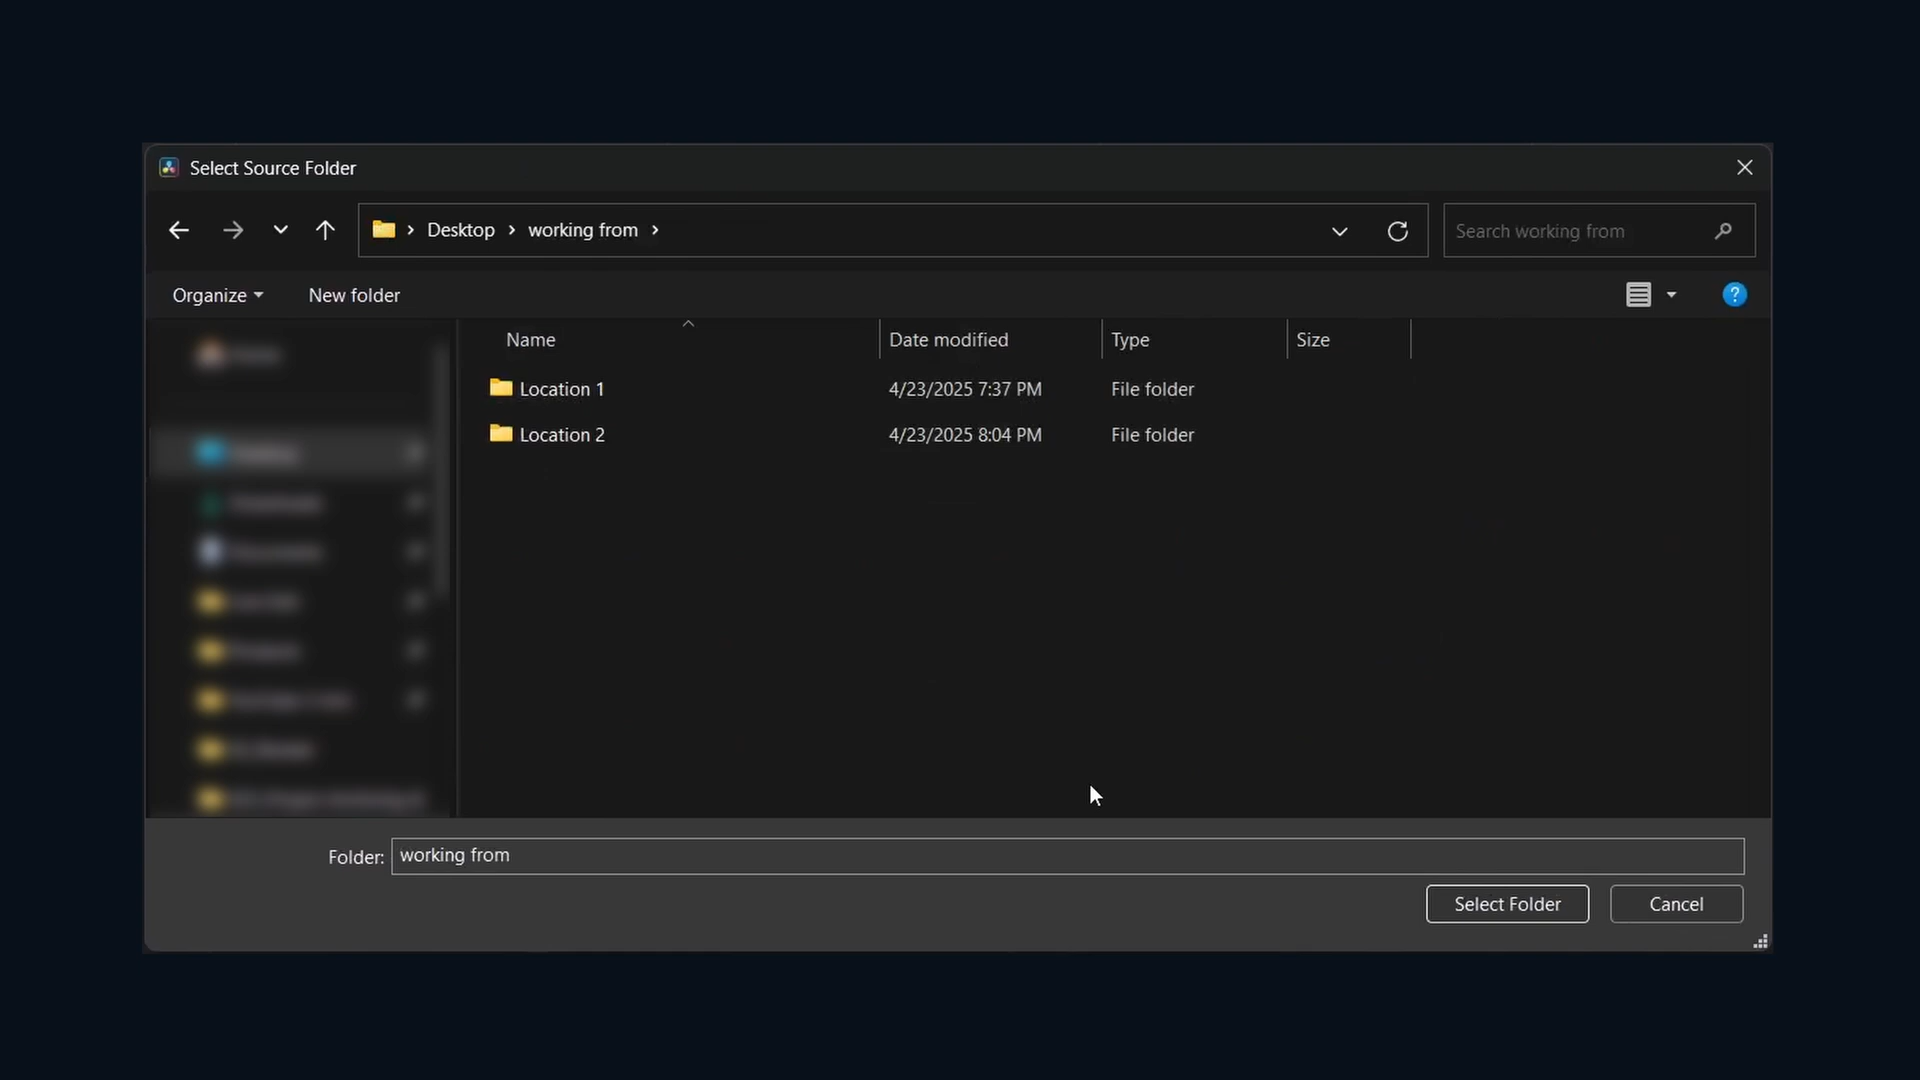 Select Source Folder
Desktop > working from >
Search working from
Organize
New folder
?
Name
Date modified
Type
Size
Location 1
4/23/2025 7:37 PM
File folder
Location 2
4/23/2025 8:04 PM
File folder
Folder:
working from
Select Folder
Cancel